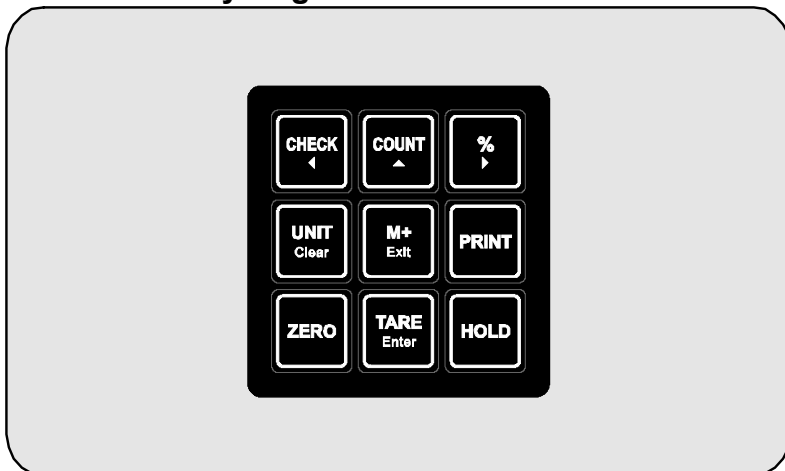 CHECK
COUNT
%
UNIT
Clear
M+
Exit
PRINT
ZERO
TARE
Enter
HOLD